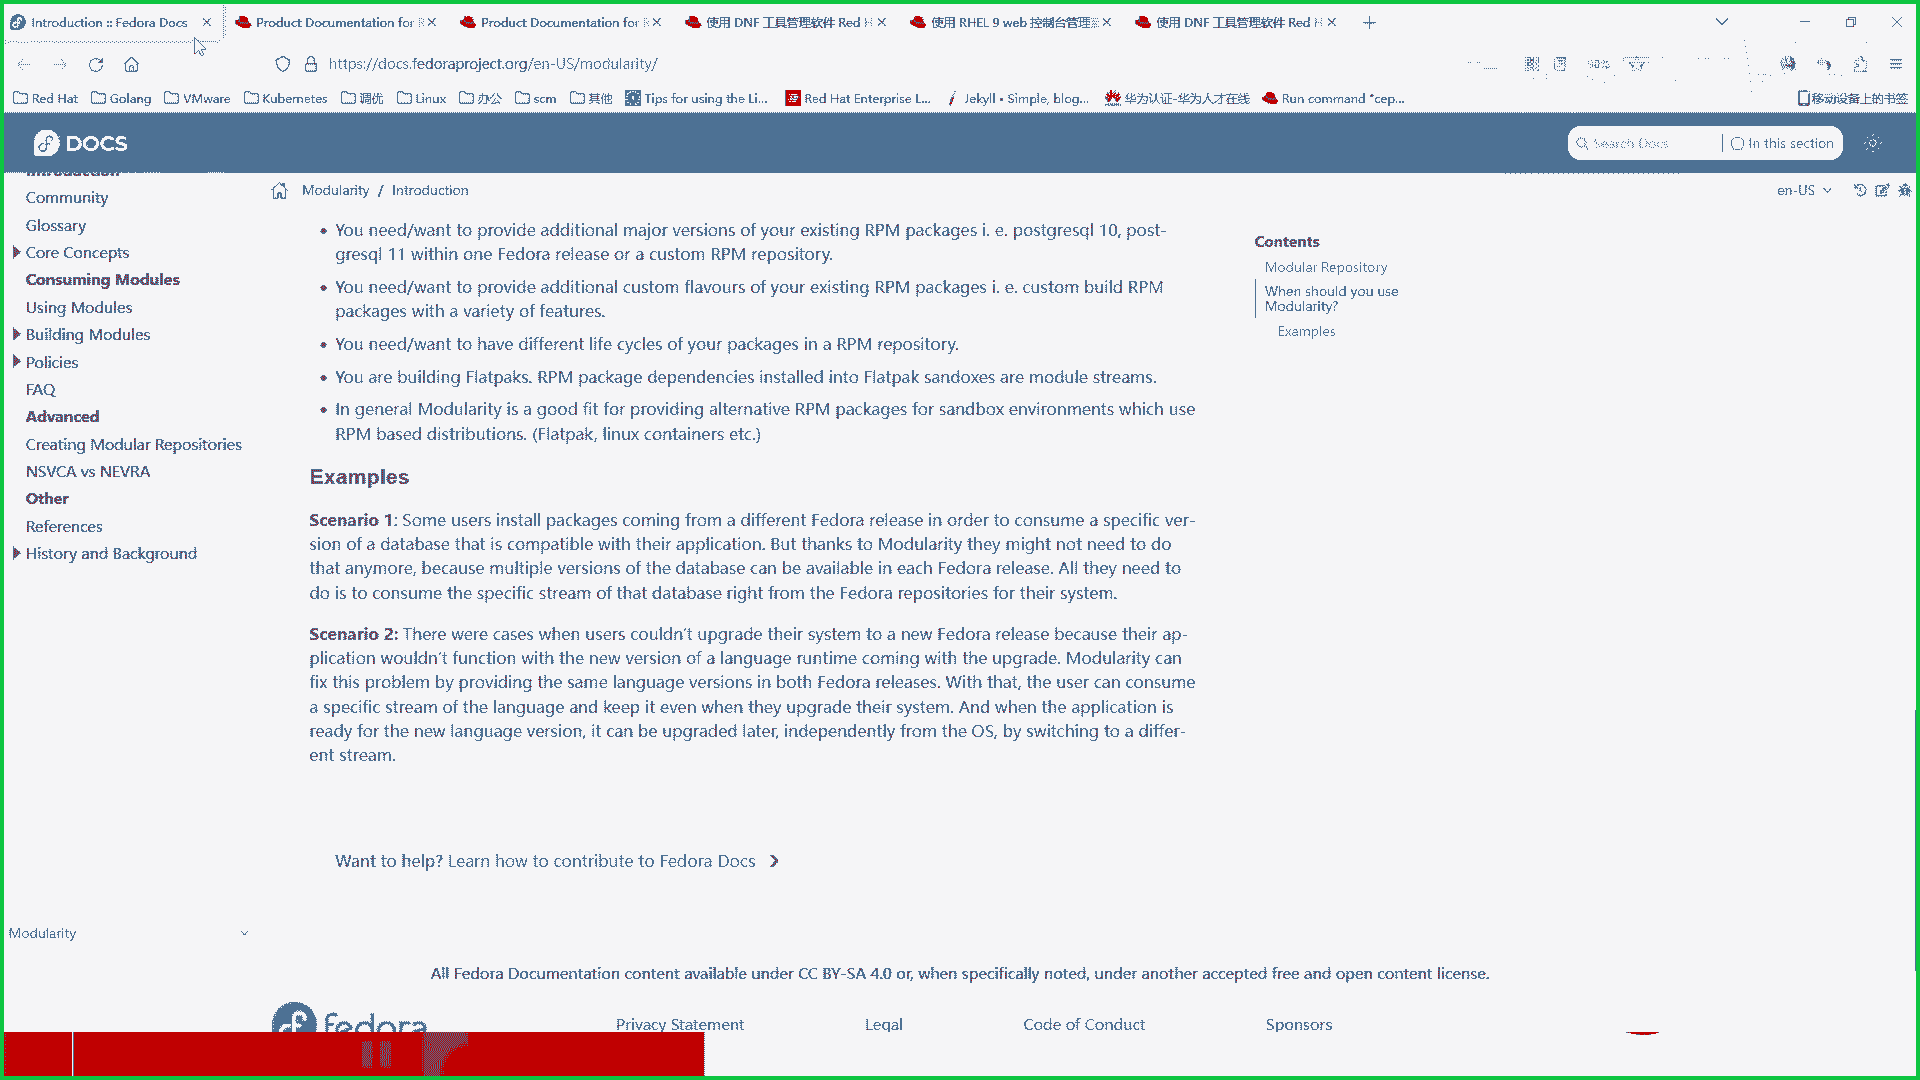 Introduction :: Fedora Docs
Product Documentation for R
Product Documentation for R
使用 DNF 工具管理软件 Red H
使用 RHEL 9 web 控制台管理
使用 DNF 工具管理软件 Red H
https://docs.fedoraproject.org/en-US/modularity/
90%
Red Hat
Golang
VMware
Kubernetes
调优
Linux
办公
scm
其他
Tips for using the Li...
Red Hat Enterprise L...
Jekyll • Simple, blog...
华为认证-华为人才在线
Run command "cep...
移动设备上的书签
DOCS
Search Docs
In this section
Introduction
Community
Glossary
Core Concepts
Consuming Modules
Using Modules
Building Modules
Policies
FAQ
Advanced
Creating Modular Repositories
NSVCA vs NEVRA
Other
References
History and Background
Modularity
Modularity / Introduction
en-US
• You need/want to provide additional major versions of your existing RPM packages i. e. postgresql 10, post-
gresql 11 within one Fedora release or a custom RPM repository.
• You need/want to provide additional custom flavours of your existing RPM packages i. e. custom build RPM
packages with a variety of features.
• You need/want to have different life cycles of your packages in a RPM repository.
• You are building Flatpaks. RPM package dependencies installed into Flatpak sandoxes are module streams.
• In general Modularity is a good fit for providing alternative RPM packages for sandbox environments which use
RPM based distributions. (Flatpak, linux containers etc.)
Examples
Scenario 1: Some users install packages coming from a different Fedora release in order to consume a specific ver-
sion of a database that is compatible with their application. But thanks to Modularity they might not need to do
that anymore, because multiple versions of the database can be available in each Fedora release. All they need to
do is to consume the specific stream of that database right from the Fedora repositories for their system.
Scenario 2: There were cases when users couldn't upgrade their system to a new Fedora release because their ap-
plication wouldn't function with the new version of a language runtime coming with the upgrade. Modularity can
fix this problem by providing the same language versions in both Fedora releases. With that, the user can consume
a specific stream of the language and keep it even when they upgrade their system. And when the application is
ready for the new language version, it can be upgraded later, independently from the OS, by switching to a differ-
ent stream.
Want to help? Learn how to contribute to Fedora Docs
Contents
Modular Repository
When should you use
Modularity?
Examples
All Fedora Documentation content available under CC BY-SA 4.0 or, when specifically noted, under another accepted free and open content license.
fedora
Privacy Statement
Legal
Code of Conduct
Sponsors